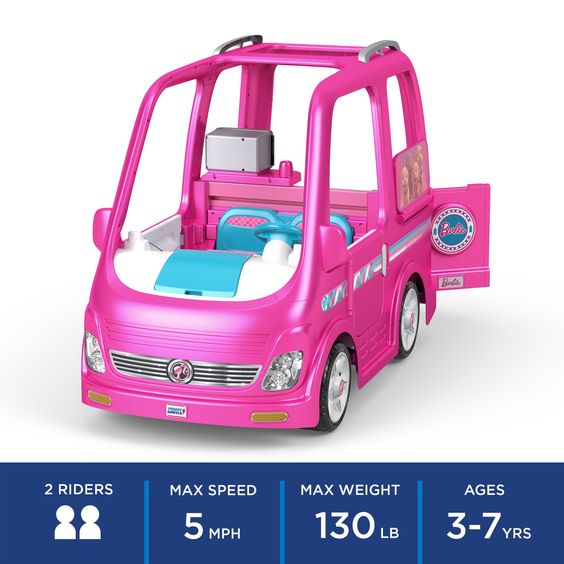 Barbie
Barbie
POWER
WHEELS
2 RIDERS
MAX SPEED
5 MPH
MAX WEIGHT
130 LB
AGES
3-7 YRS